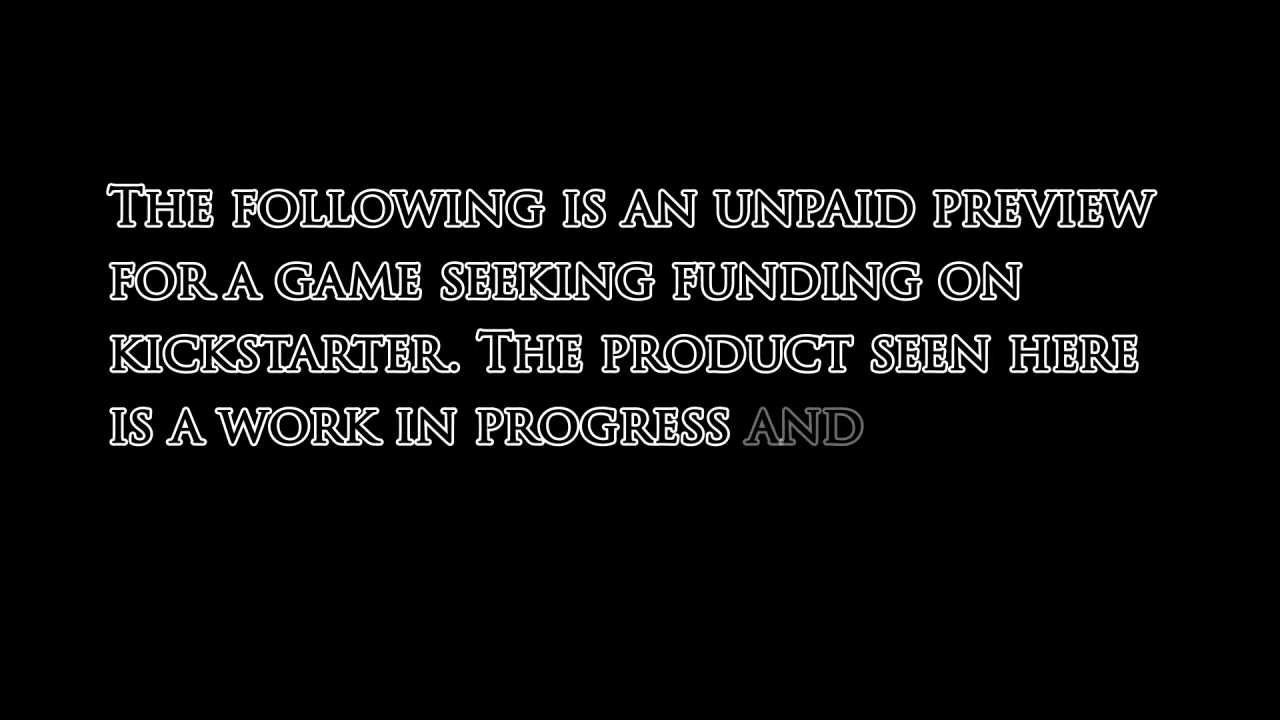 The following is an unpaid preview
for a game seeking funding on
kickstarter. The product seen here
is a work in progress and